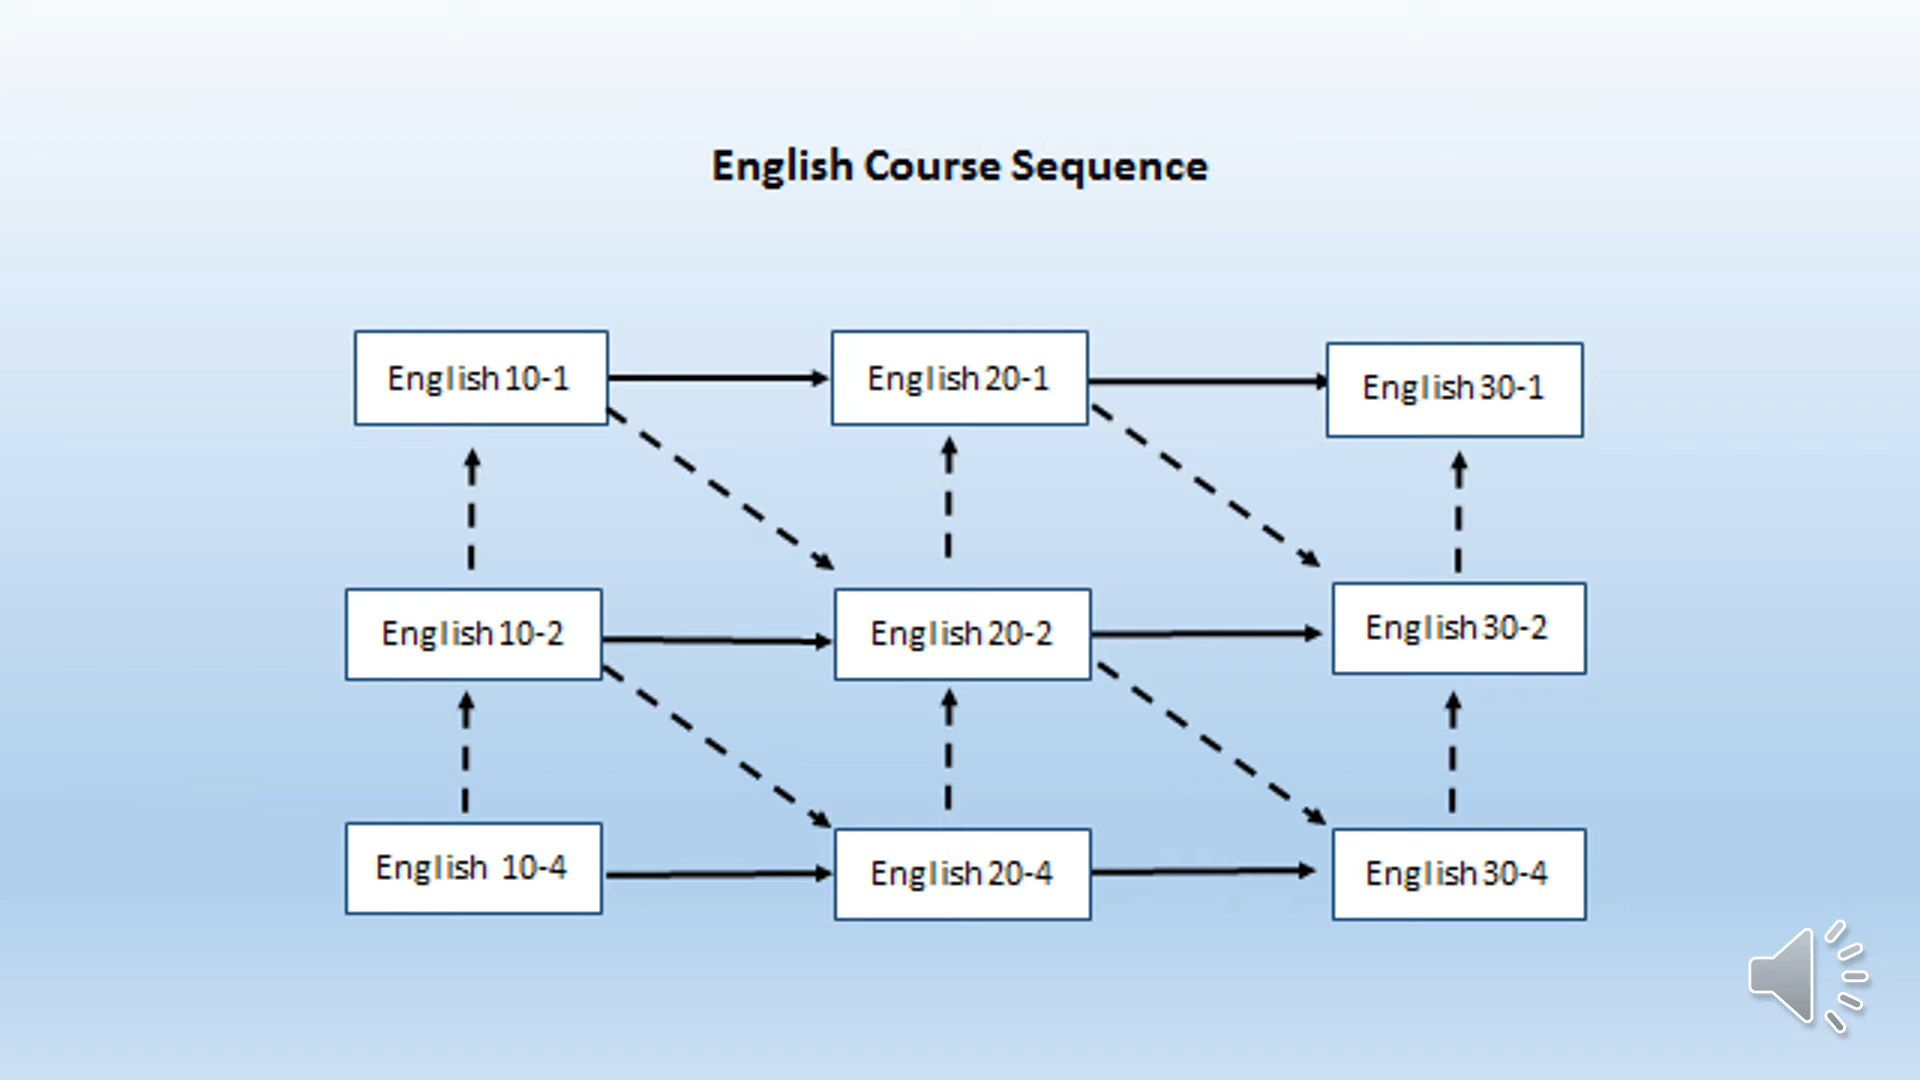 English Course Sequence
English 10-1
English 20-1
English 30-1
English 10-2
English 20-2
English 30-2
English 10-4
English 20-4
English 30-4